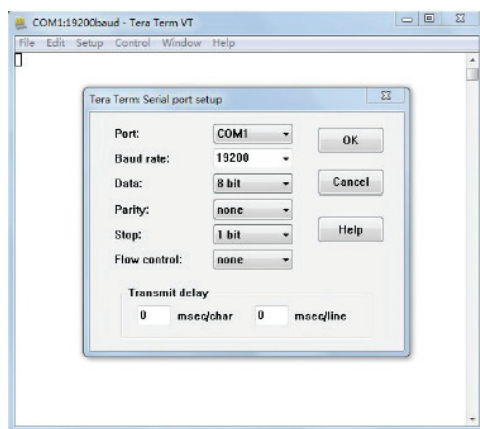 COM1:19200baud - Tera Term VT
File Edit Setup Control Window Help
Tera Term: Serial port setup
Port: COM1 OK
Baud rate: 19200
Data: 8 bit Cancel
Parity: none
Stop: 1 bit Help
Flow control: none
Transmit delay
0 msec/char 0 msec/line